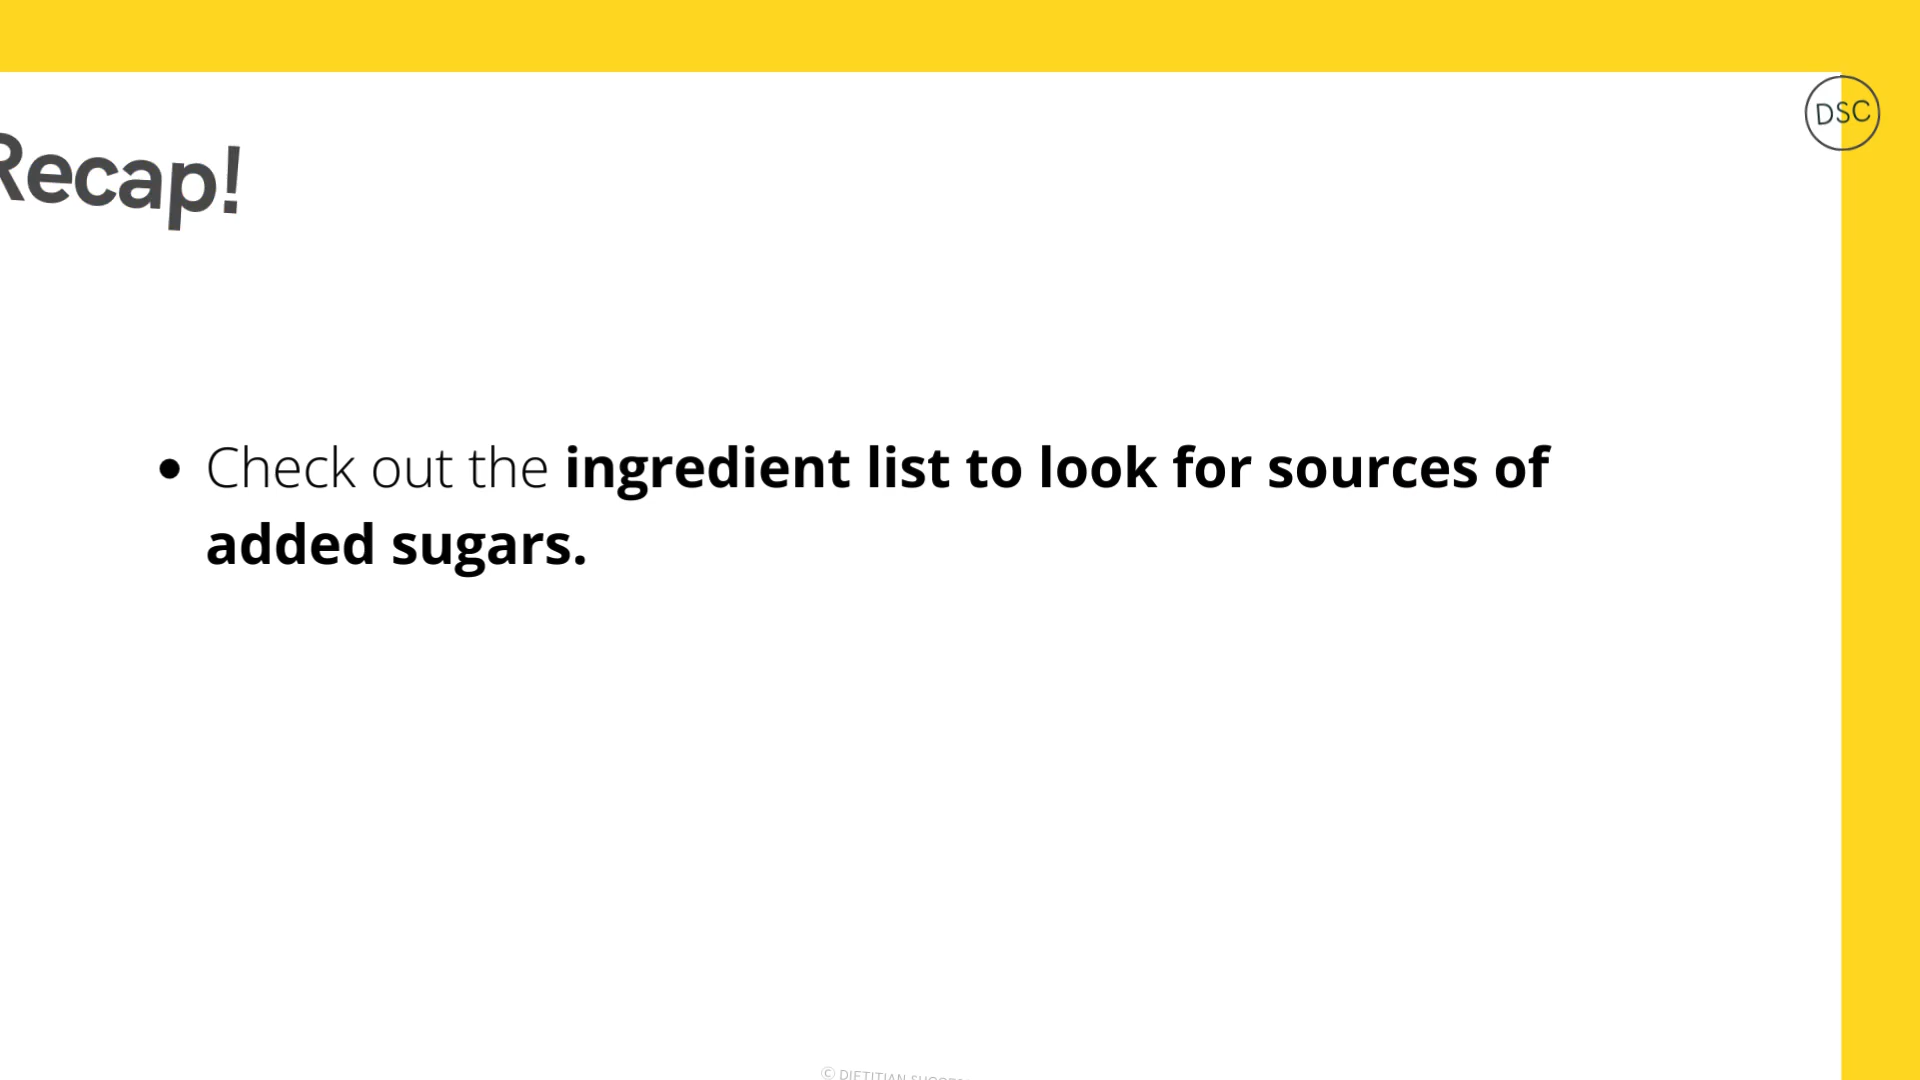 Recap!
DSC
• Check out the ingredient list to look for sources of
added sugars.
© DIETITIAN